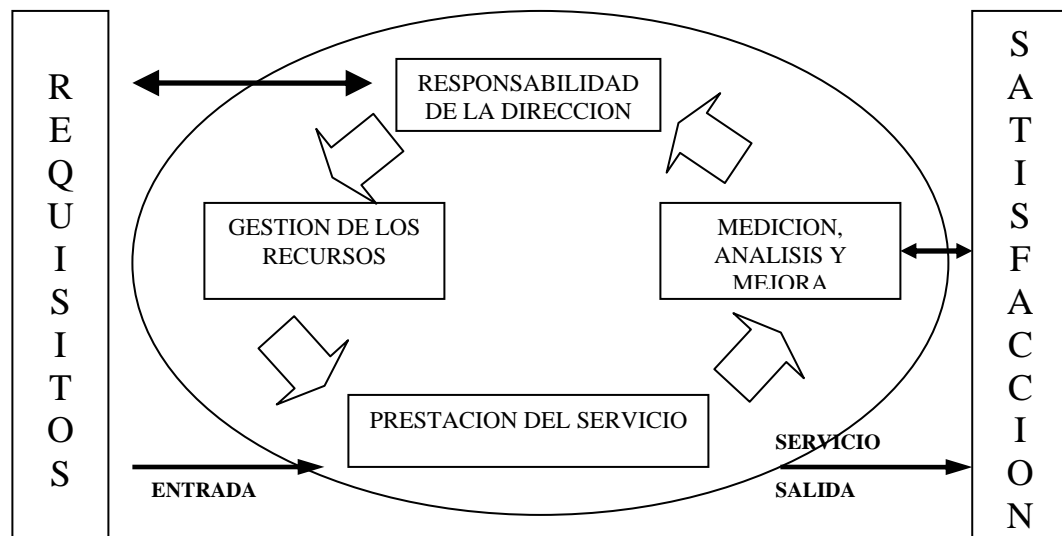 REQUISITOS
RESPONSABILIDAD
DE LA DIRECCION
GESTION DE LOS
RECURSOS
MEDICION,
ANALISIS Y
MEJORA
PRESTACION DEL SERVICIO
ENTRADA
SERVICIO
SALIDA
SATISFACCION